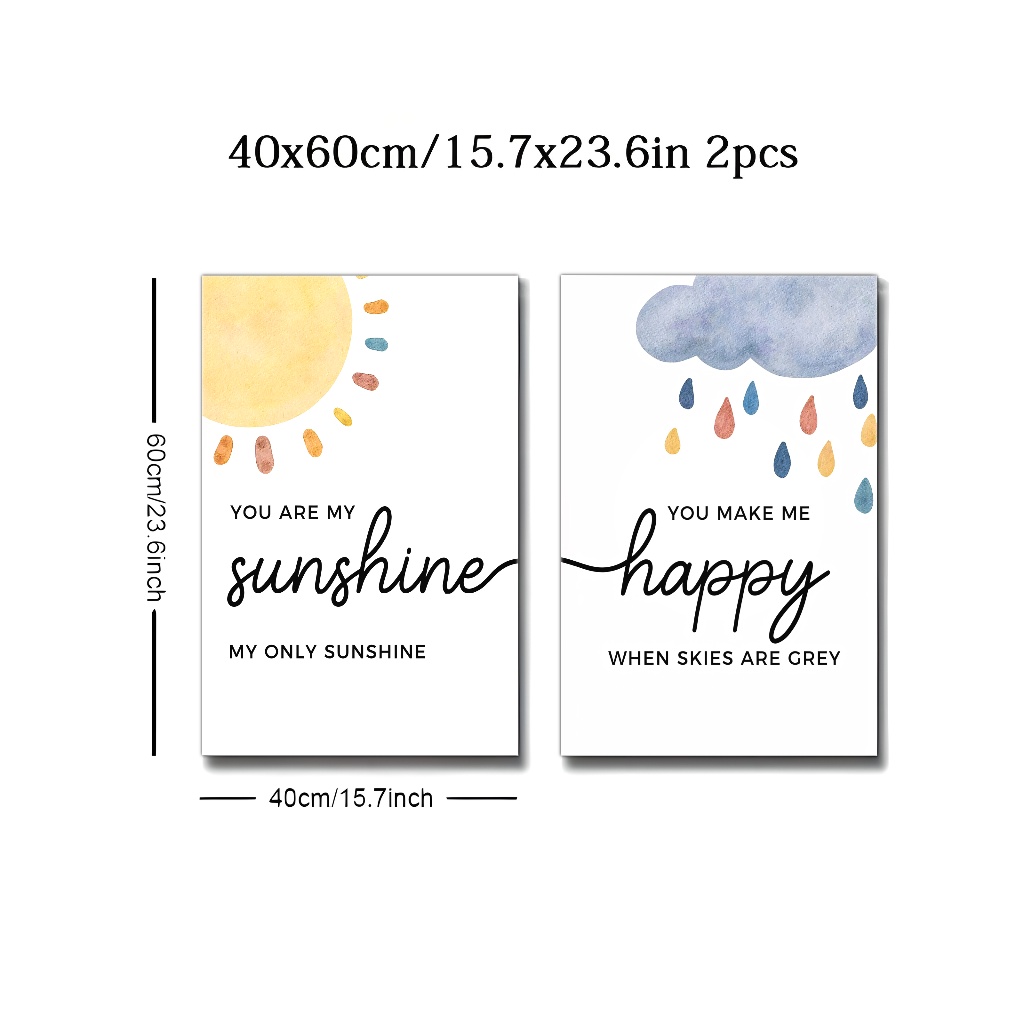 40x60cm/15.7x23.6in 2pcs
60cm/23.6inch
YOU ARE MY
sunshine
MY ONLY SUNSHINE
YOU MAKE ME
happy
WHEN SKIES ARE GREY
40cm/15.7inch